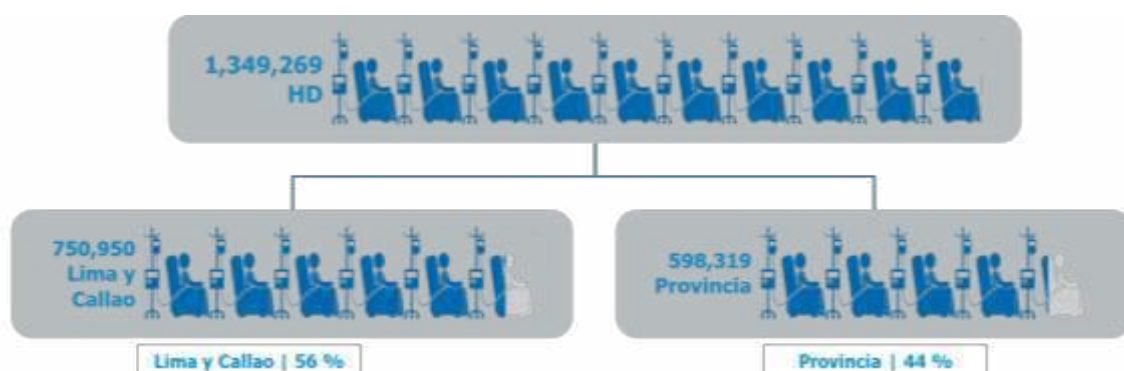 1,349,269
HD
750,950
Lima y
Callao
598,319
Provincia
Lima y Callao | 56 %
Provincia | 44 %